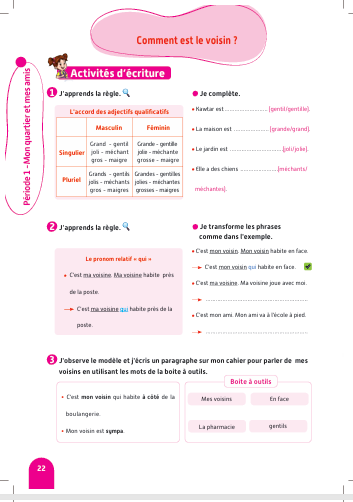 Comment est le voisin ?
Période 1 - Mon quartier et mes amis
Activités d'écriture
1 J'apprends la règle.
L'accord des adjectifs qualificatifs
Masculin Féminin
Singulier
Grand - gentil
joli - méchant
gros - maigre
Grande - gentille
jolie - méchante
grosse - maigre
Pluriel
Grands - gentils
jolis - méchants
gros - maigres
Grandes - gentilles
jolies - méchantes
grosses - maigres
Je complète.
Kawtar est ........................ (gentil/gentille).
La maison est .................... (grande/grand).
Le jardin est ............................(joli/jolie).
Elle a des chiens ..................... (méchants/
méchantes).
2 J'apprends la règle.
Le pronom relatif « qui »
C'est ma voisine. Ma voisine habite près
de la poste.
C'est ma voisine qui habite près de la
poste.
Je transforme les phrases
comme dans l'exemple.
C'est mon voisin. Mon voisin habite en face.
C'est mon voisin qui habite en face.
C'est ma voisine. Ma voisine joue avec moi.
........................................................
C'est mon ami. Mon ami va à l'école à pied.
........................................................
3 J'observe le modèle et j'écris un paragraphe sur mon cahier pour parler de mes
voisins en utilisant les mots de la boite à outils.
C'est mon voisin qui habite à côté de la
boulangerie.
Mon voisin est sympa.
Boite à outils
Mes voisins En face
La pharmacie gentils
22